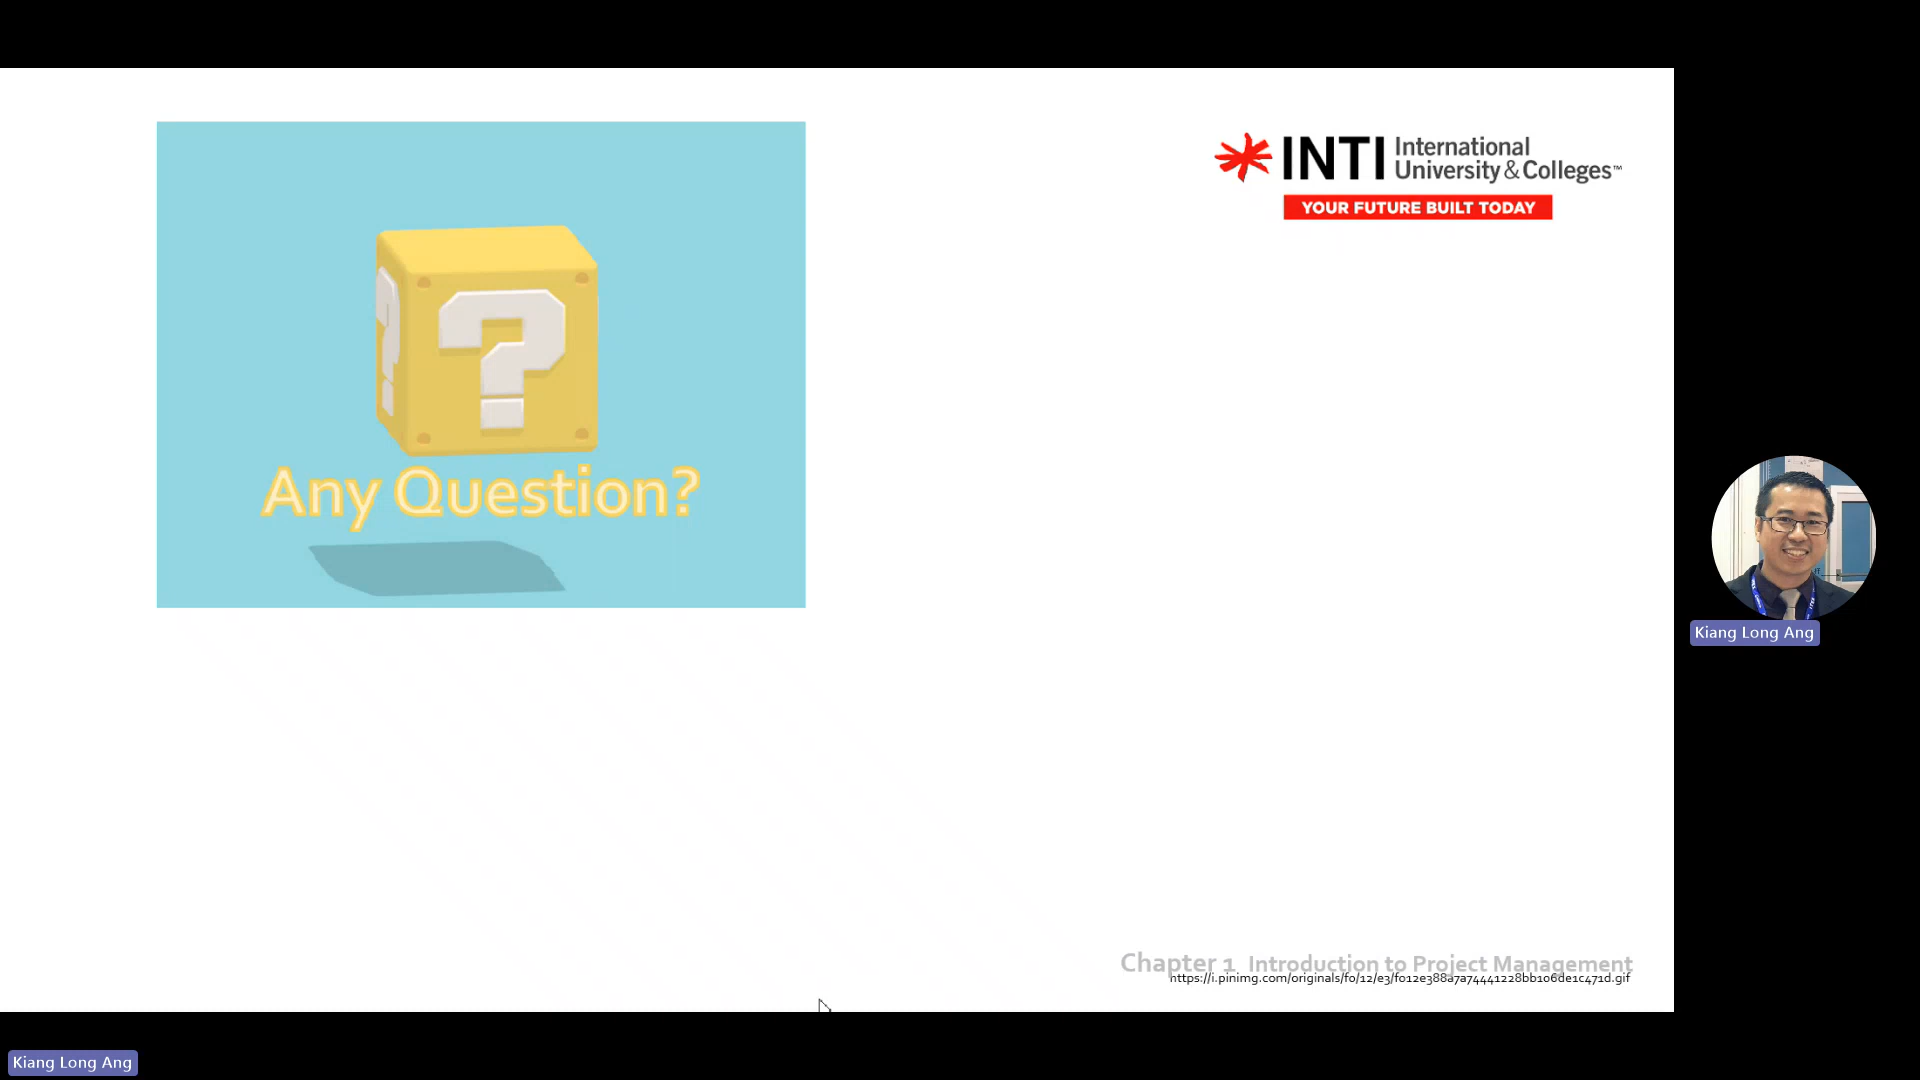 INTI International
University & Colleges™
YOUR FUTURE BUILT TODAY
?
?
Any Question?
Kiang Long Ang
Chapter 1 Introduction to Project Management
https://i.pinimg.com/originals/f0/12/e3/f012e388a7a74441228bb106de1c471d.gif
Kiang Long Ang